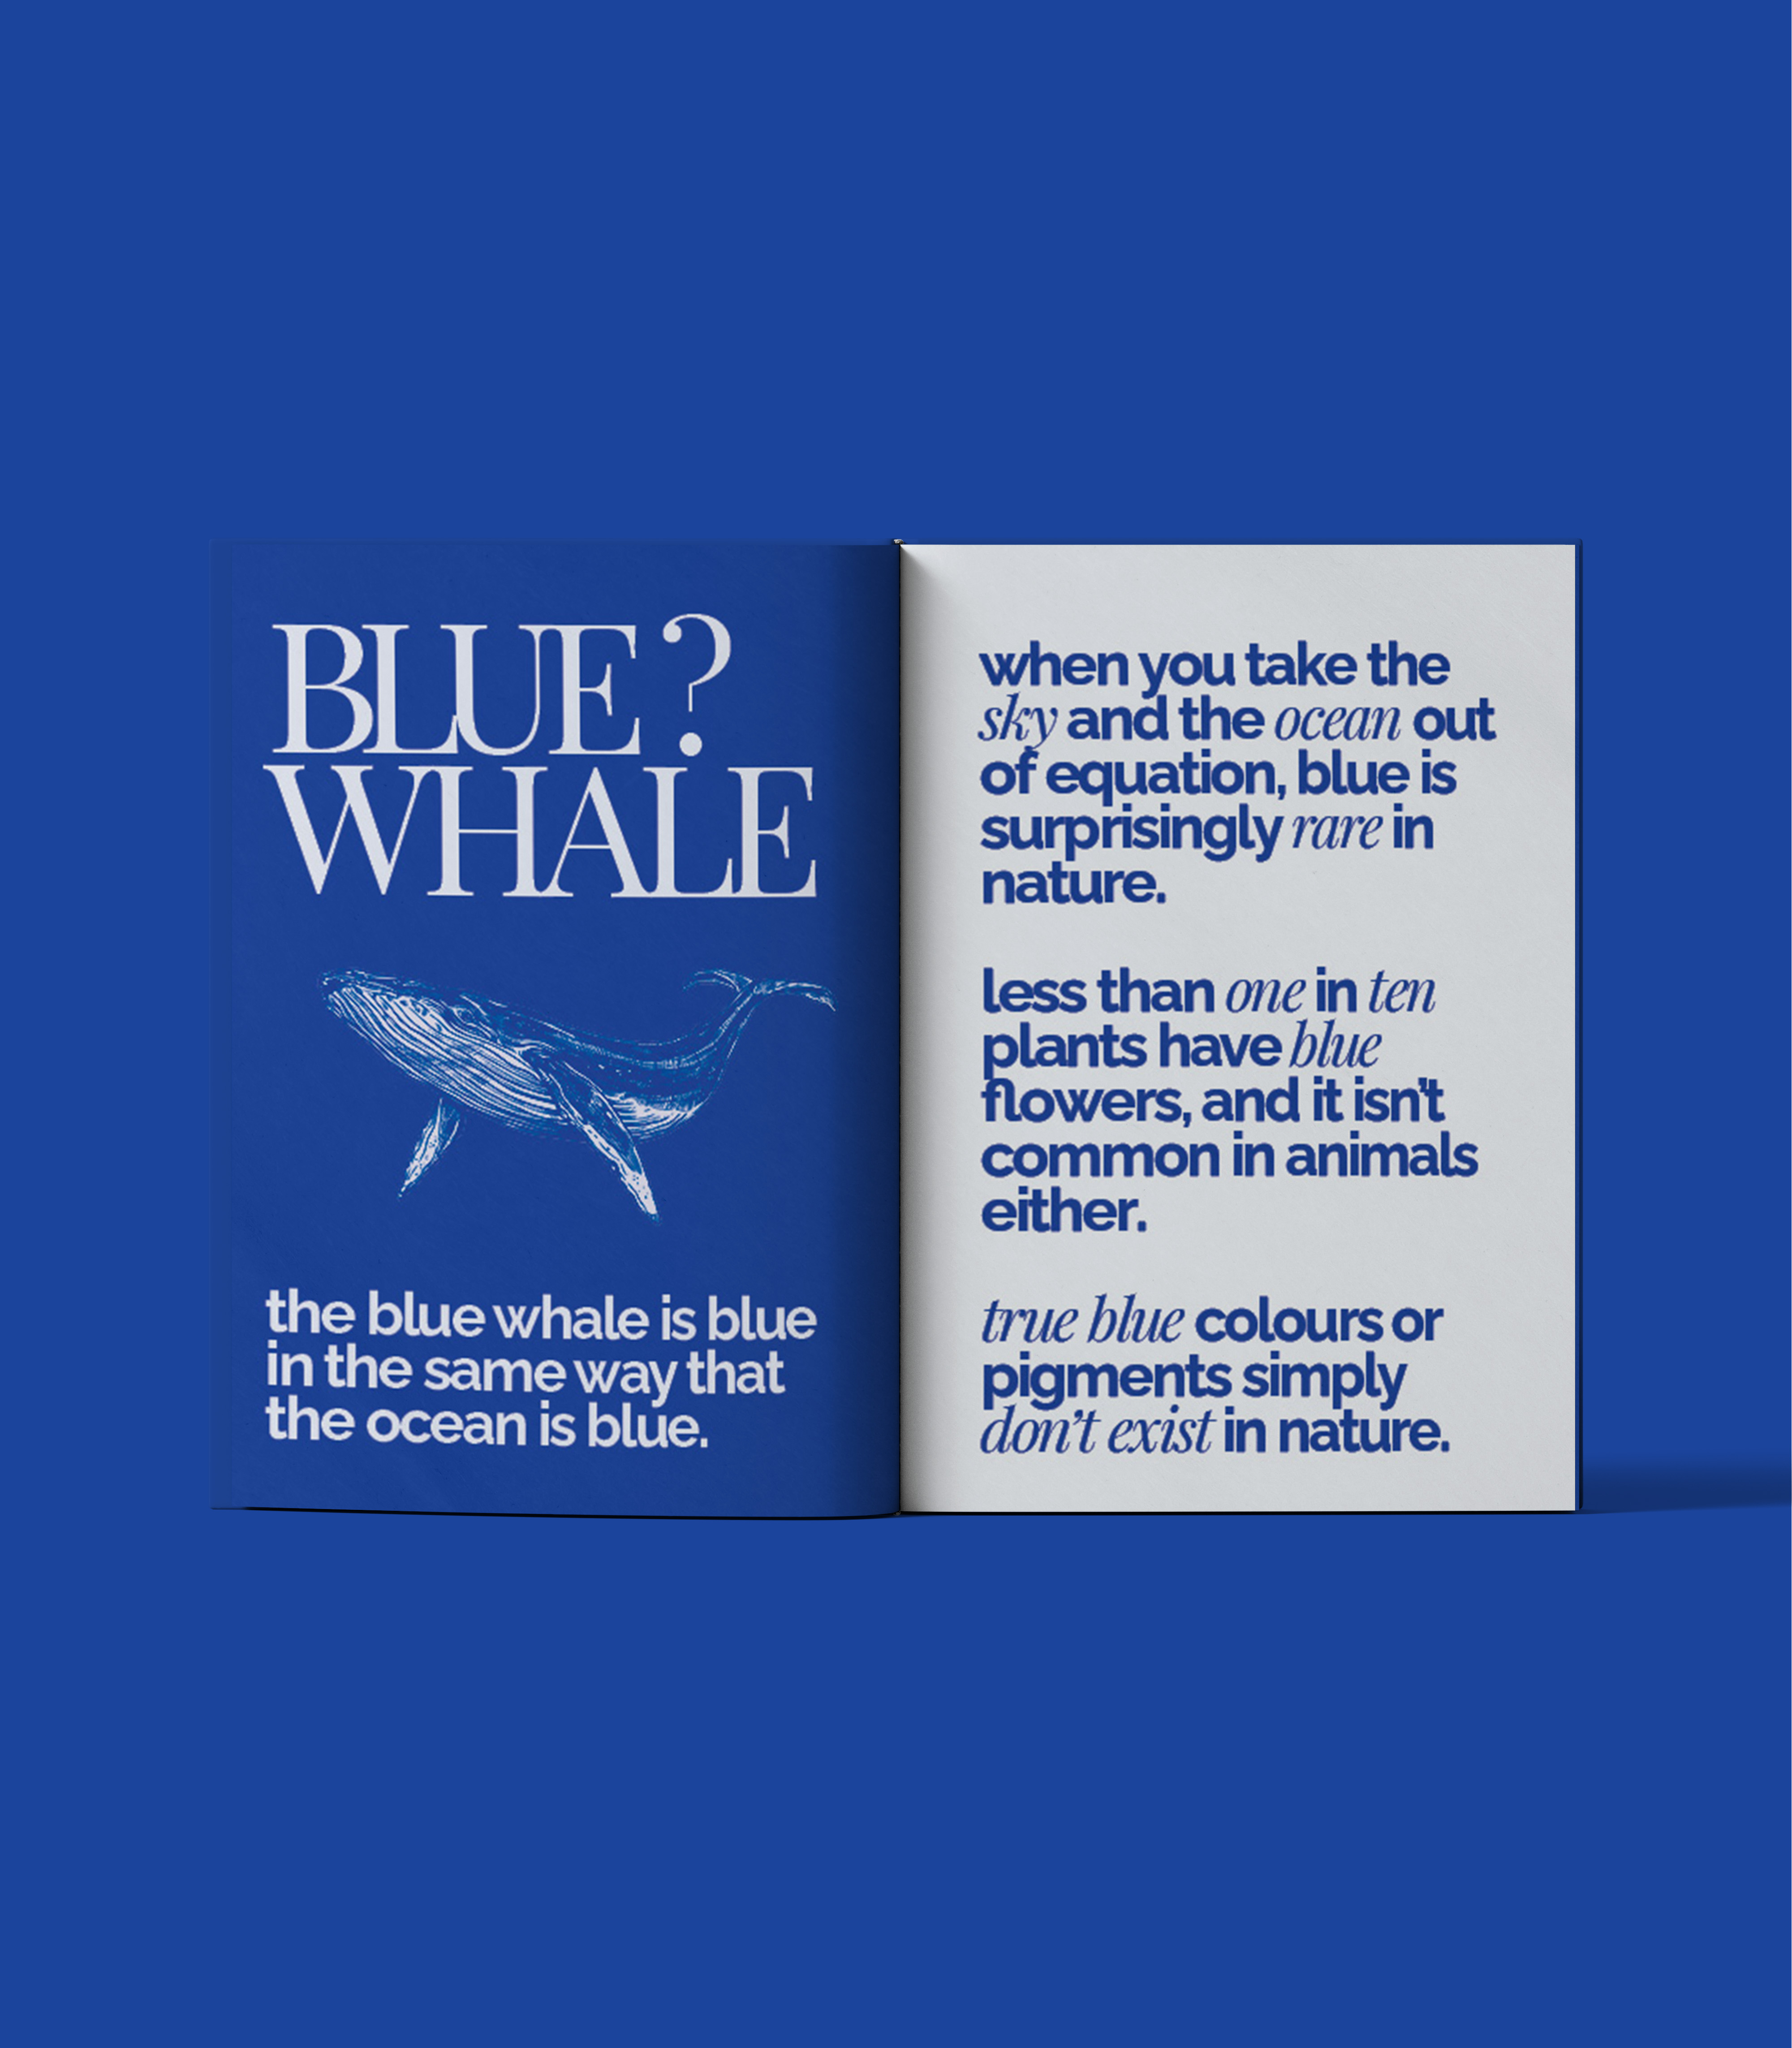 BLUE?
WHALE
the blue whale is blue
in the same way that
the ocean is blue.
when you take the
sky and the ocean out
of equation, blue is
surprisingly rare in
nature.
less than one in ten
plants have blue
flowers, and it isn't
common in animals
either.
true blue colours or
pigments simply
don't exist in nature.